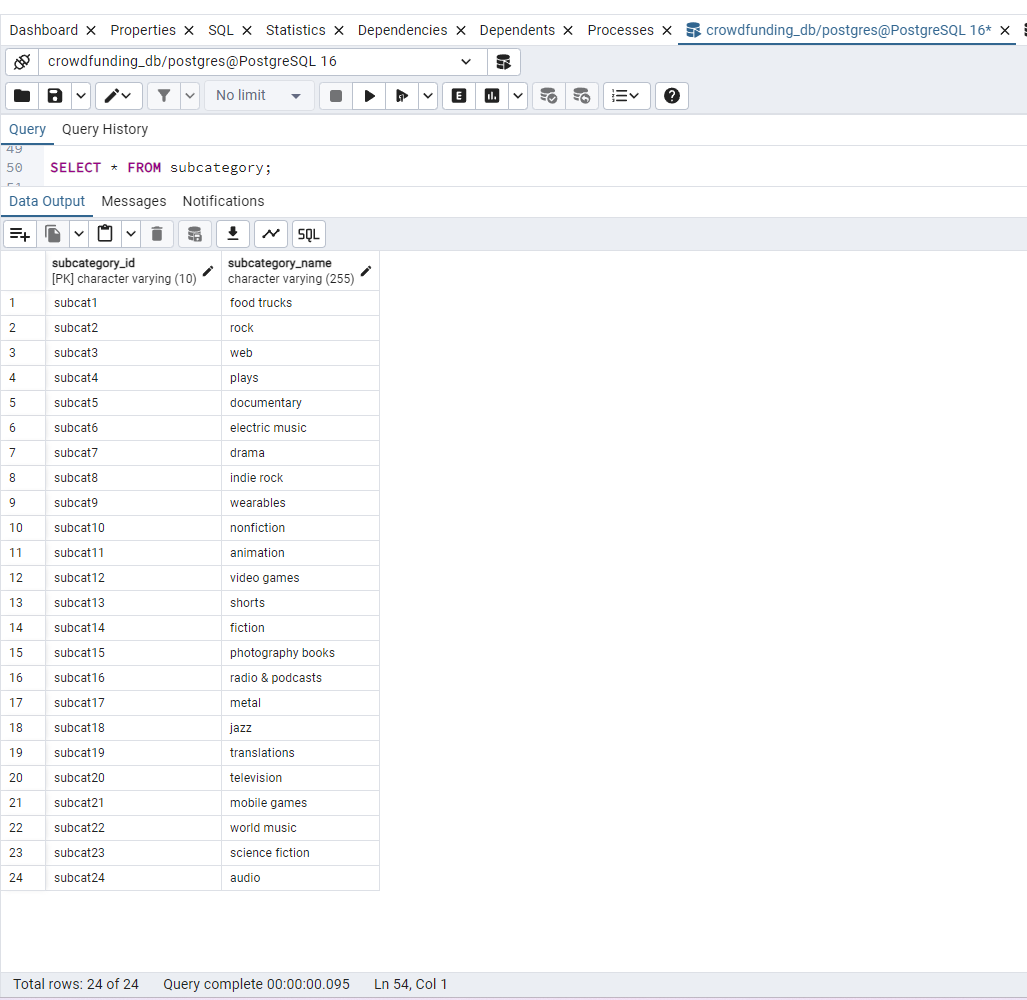 Dashboard Properties SQL Statistics Dependencies Dependents Processes crowdfunding_db/postgres@PostgreSQL 16*
crowdfunding_db/postgres@PostgreSQL 16
No limit E
Query Query History
49
50 SELECT * FROM subcategory;
51
Data Output Messages Notifications
SQL
subcategory_id subcategory_name
[PK] character varying (10) character varying (255)
1 subcat1 food trucks
2 subcat2 rock
3 subcat3 web
4 subcat4 plays
5 subcat5 documentary
6 subcat6 electric music
7 subcat7 drama
8 subcat8 indie rock
9 subcat9 wearables
10 subcat10 nonfiction
11 subcat11 animation
12 subcat12 video games
13 subcat13 shorts
14 subcat14 fiction
15 subcat15 photography books
16 subcat16 radio & podcasts
17 subcat17 metal
18 subcat18 jazz
19 subcat19 translations
20 subcat20 television
21 subcat21 mobile games
22 subcat22 world music
23 subcat23 science fiction
24 subcat24 audio
Total rows: 24 of 24 Query complete 00:00:00.095 Ln 54, Col 1